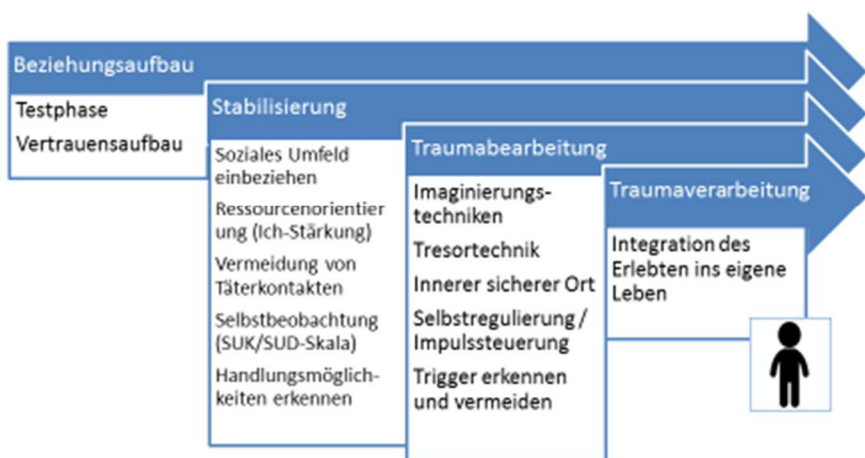 Beziehungsaufbau
Testphase
Vertrauensaufbau
Stabilisierung
Soziales Umfeld
einbeziehen
Ressourcenorientier
ung (Ich-Stärkung)
Vermeidung von
Täterkontakten
Selbstbeobachtung
(SUK/SUD-Skala)
Handlungsmöglich-
keiten erkennen
Traumabearbeitung
Imaginierungs-
techniken
Tresortechnik
Innerer sicherer Ort
Selbstregulierung /
Impulssteuerung
Trigger erkennen
und vermeiden
Traumaverarbeitung
Integration des
Erlebten ins eigene
Leben